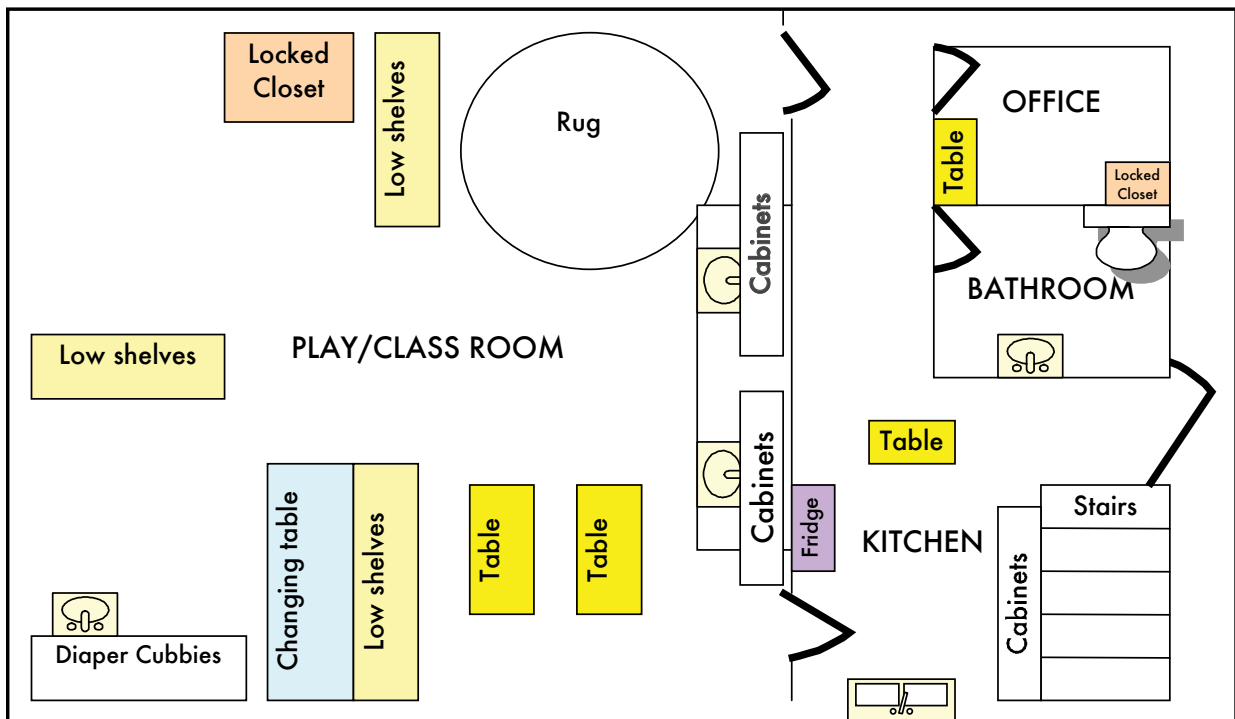 Locked
Closet
Low shelves
Rug
OFFICE
Table
Locked
Closet
Cabinets
BATHROOM
Low shelves
PLAY/CLASS ROOM
Cabinets
Table
Changing table
Low shelves
Table
Table
Fridge
KITCHEN
Stairs
Cabinets
Diaper Cubbies